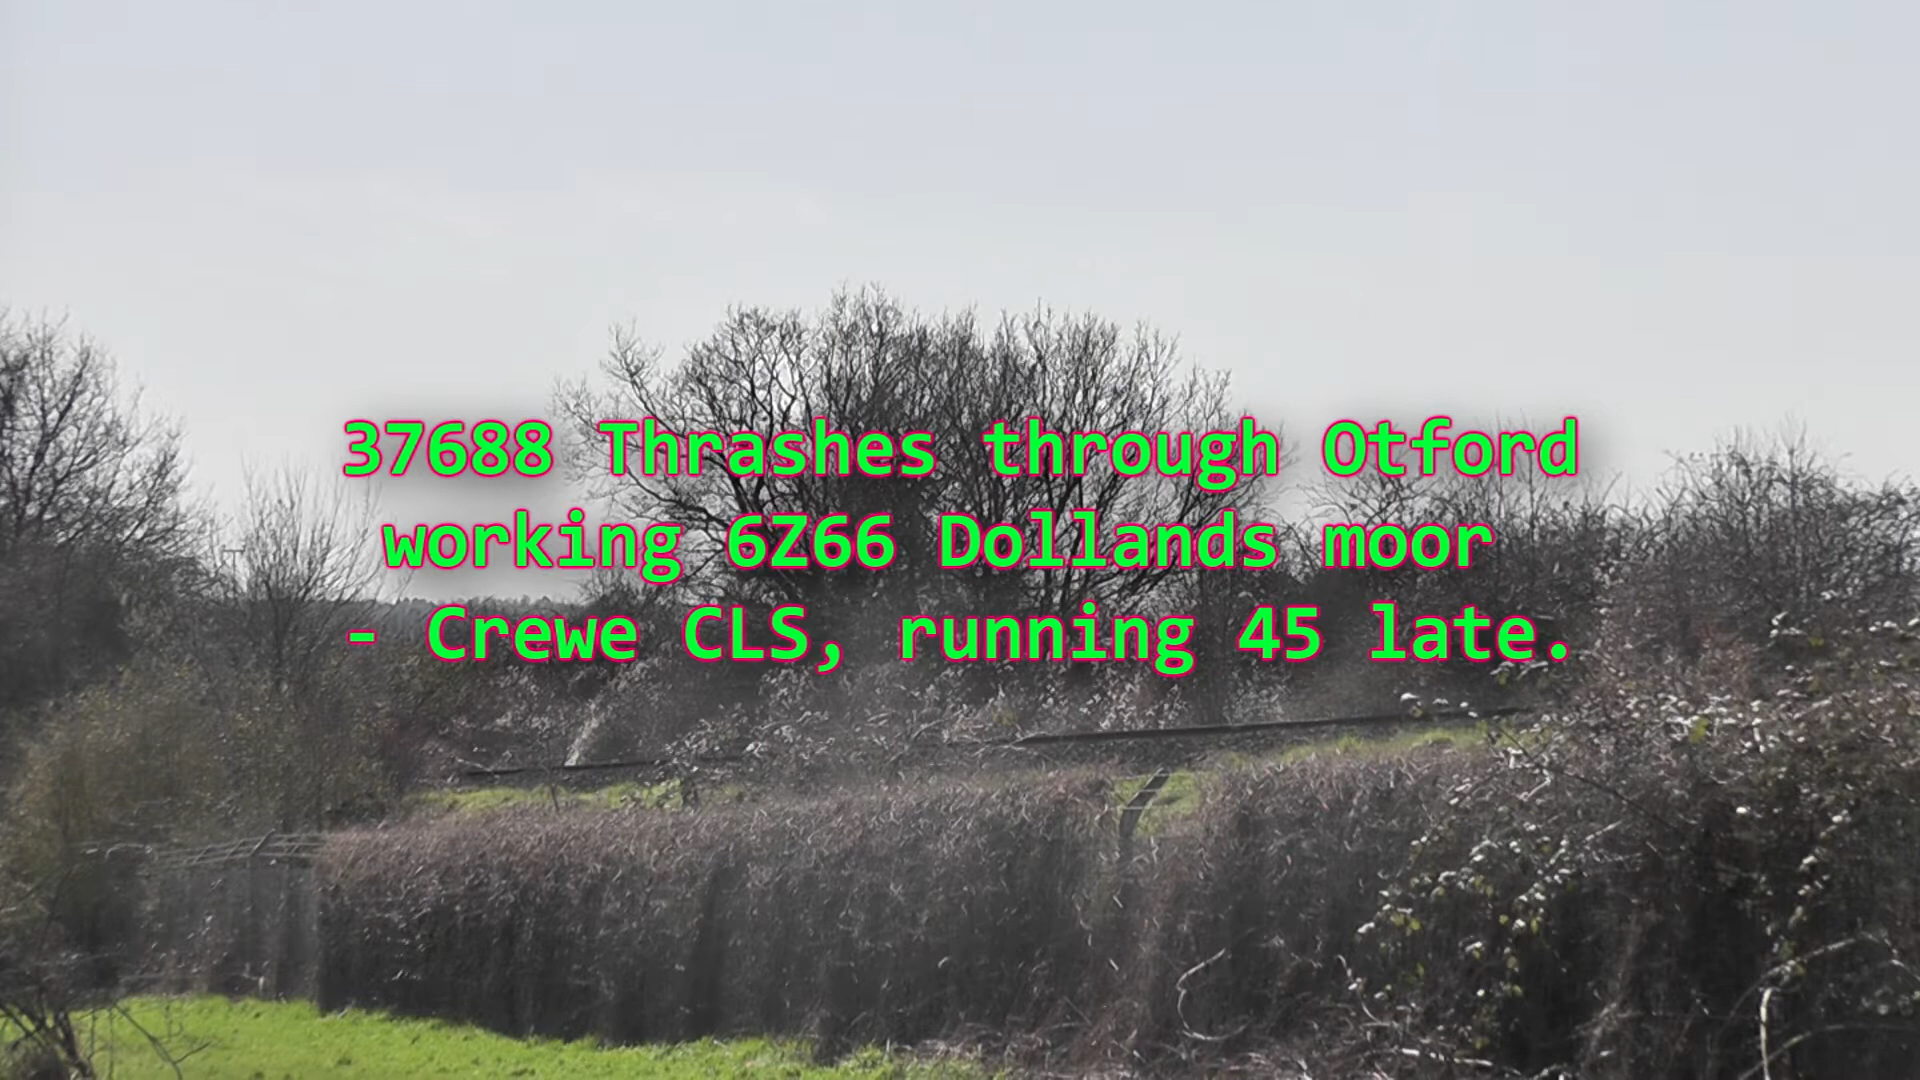 37688 Thrashes through Otford
working 6Z66 Dollands moor
- Crewe CLS, running 45 late.